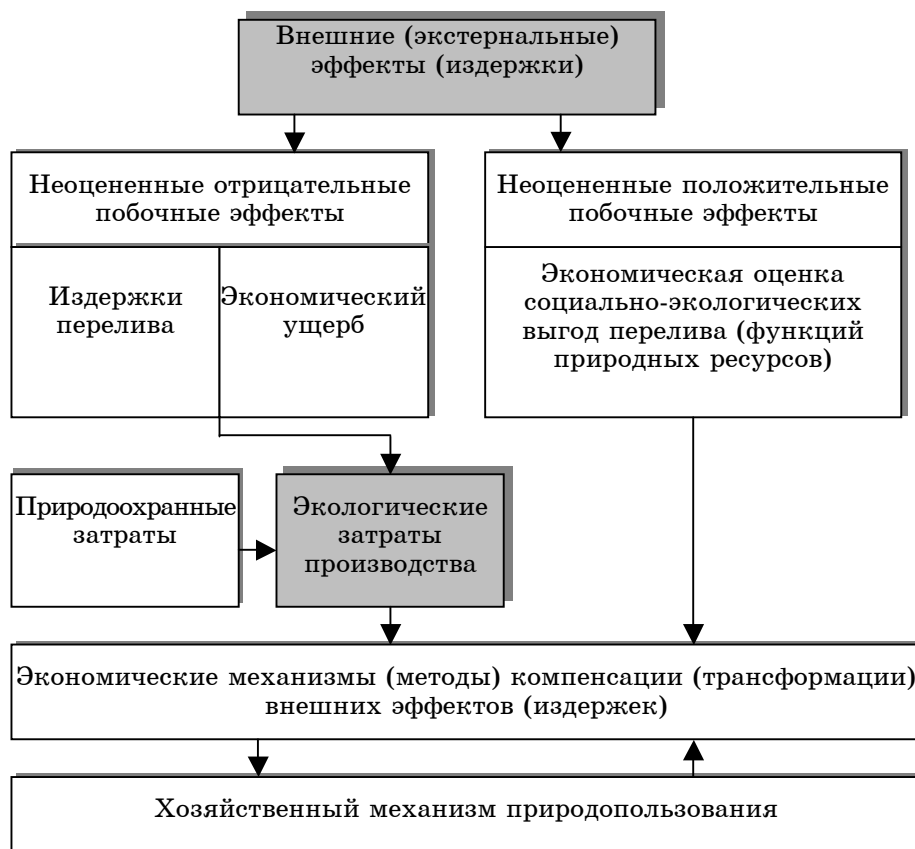 Внешние (экстернальные)
эффекты (издержки)
Неоцененные отрицательные
побочные эффекты
Неоцененные положительные
побочные эффекты
Издержки
перелива
Экономический
ущерб
Экономическая оценка
социально-экологических
выгод перелива (функций
природных ресурсов)
Природоохранные
затраты
Экологические
затраты
производства
Экономические механизмы (методы) компенсации (трансформации)
внешних эффектов (издержек)
Хозяйственный механизм природопользования